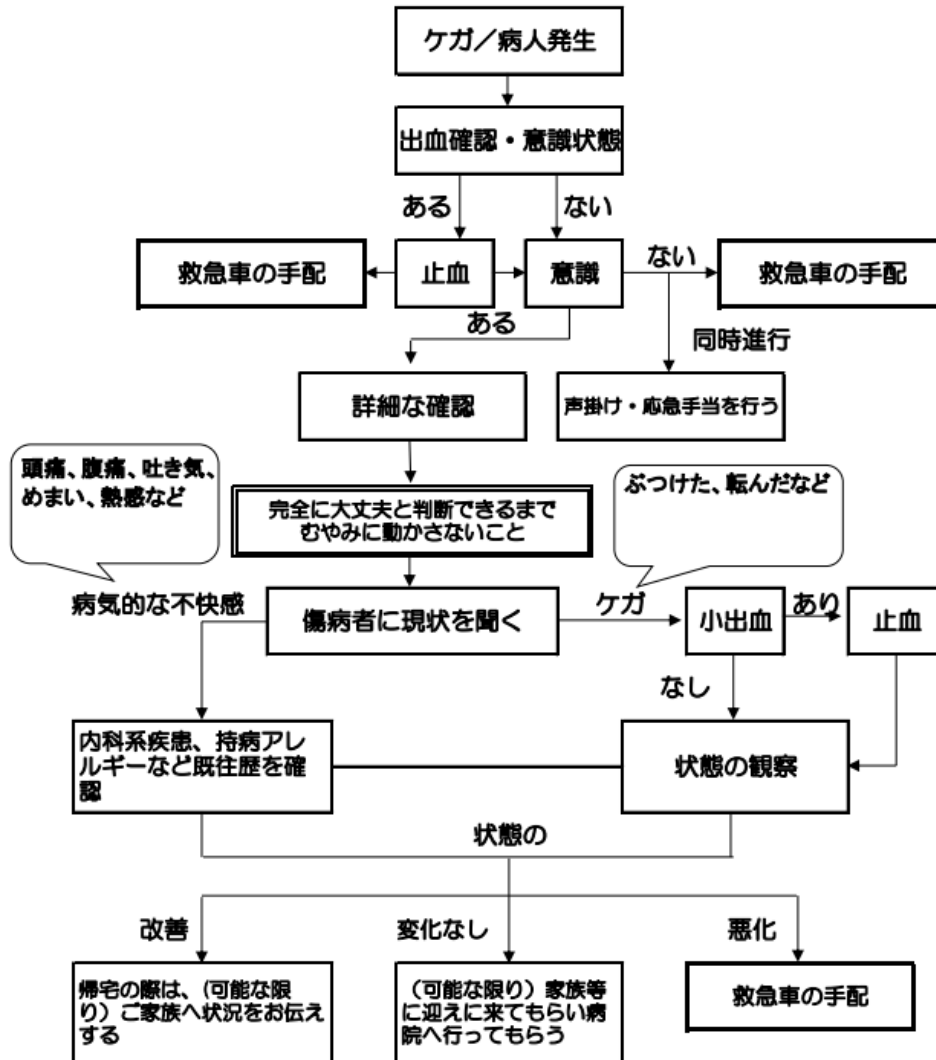 ケガ／病人発生
出血確認・意識状態
ある
ない
救急車の手配
止血
意識
ない
救急車の手配
ある
同時進行
詳細な確認
声掛け・応急手当を行う
頭痛、腹痛、吐き気、
めまい、熱感など
ぶつけた、転んだなど
完全に大丈夫と判断できるまで
むやみに動かさないこと
病気的な不快感
傷病者に現状を聞く
ケガ
小出血
あり
止血
なし
内科系疾患、持病アレ
ルギーなど既往歴を確
認
状態の観察
状態の
改善
変化なし
悪化
帰宅の際は、（可能な限
り）ご家族へ状況をお伝え
する
（可能な限り）家族等
に迎えに来てもらい病
院へ行ってもらう
救急車の手配